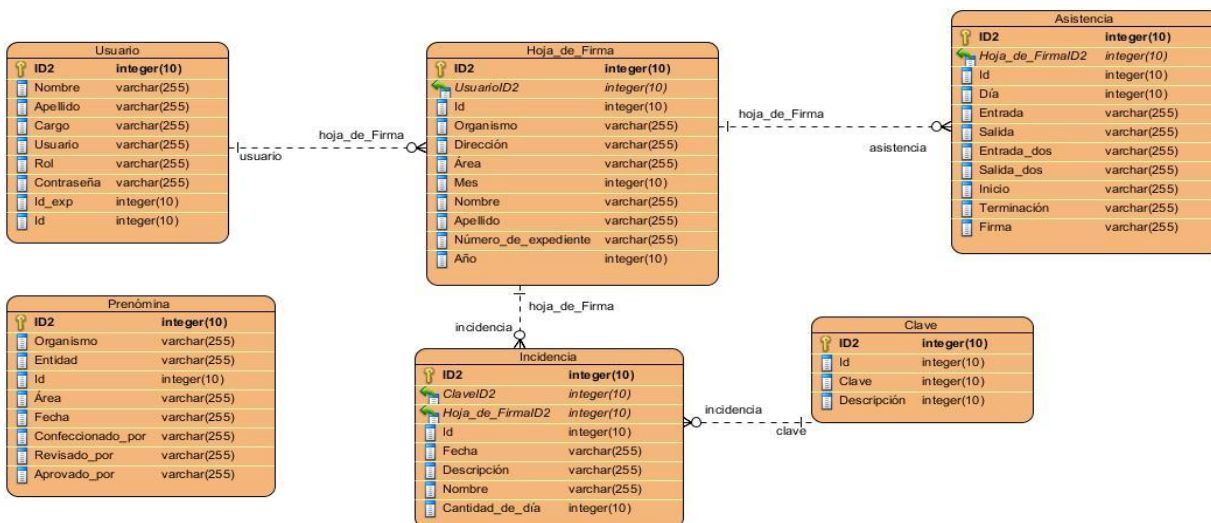 Usuario
ID2 integer(10)
Nombre varchar(255)
Apellido varchar(255)
Cargo varchar(255)
Usuario varchar(255)
Rol varchar(255)
Contraseña varchar(255)
Id_exp integer(10)
Id integer(10)
hoja_de_Firma
usuario
Hoja_de_Firma
ID2 integer(10)
UsuarioID2 integer(10)
Id integer(10)
Organismo varchar(255)
Dirección varchar(255)
Área varchar(255)
Mes integer(10)
Nombre varchar(255)
Apellido varchar(255)
Número_de_expediente varchar(255)
Año integer(10)
hoja_de_Firma
asistencia
Asistencia
ID2 integer(10)
Hoja_de_FirmaID2 integer(10)
Id integer(10)
Día integer(10)
Entrada varchar(255)
Salida varchar(255)
Entrada_dos varchar(255)
Salida_dos varchar(255)
Inicio varchar(255)
Terminación varchar(255)
Firma varchar(255)
Prenómina
ID2 integer(10)
Organismo varchar(255)
Entidad varchar(255)
Id integer(10)
Área varchar(255)
Fecha varchar(255)
Confeccionado_por varchar(255)
Revisado_por varchar(255)
Aprovado_por varchar(255)
hoja_de_Firma
incidencia
Incidencia
ID2 integer(10)
ClaveID2 integer(10)
Hoja_de_FirmaID2 integer(10)
Id integer(10)
Fecha varchar(255)
Descripción varchar(255)
Nombre varchar(255)
Cantidad_de_día integer(10)
incidencia
clave
Clave
ID2 integer(10)
Id integer(10)
Clave integer(10)
Descripción integer(10)